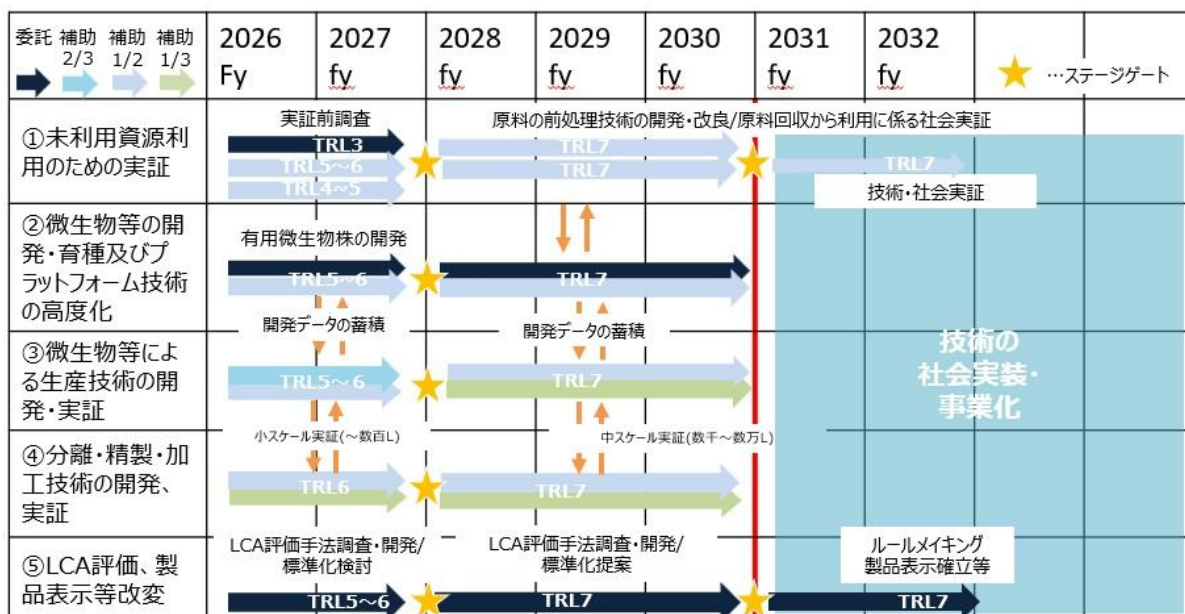 委託 補助 補助 補助
2/3 1/2 1/3
2026 2027 2028 2029 2030 2031 2032
Fy fy fy fy fy fy fy
…ステージゲート
①未利用資源利
用のための実証
実証前調査
TRL3
TRL5~6
TRL4~5
原料の前処理技術の開発・改良/原料回収から利用に係る社会実証
TRL7
TRL7
TRL7
技術・社会実証
②微生物等の開
発・育種及びプ
ラットフォーム技術
の高度化
有用微生物株の開発
TRL5~6
TRL7
開発データの蓄積
開発データの蓄積
③微生物等によ
る生産技術の開
発・実証
TRL5~6
TRL7
小スケール実証(~数百L)
中スケール実証(数千~数万L)
④分離・精製・加
工技術の開発、
実証
TRL6
TRL7
⑤LCA評価、製
品表示等改変
LCA評価手法調査・開発/
標準化検討
TRL5~6
LCA評価手法調査・開発/
標準化提案
TRL7
ルールメイキング
製品表示確立等
TRL7
技術の
社会実装・
事業化